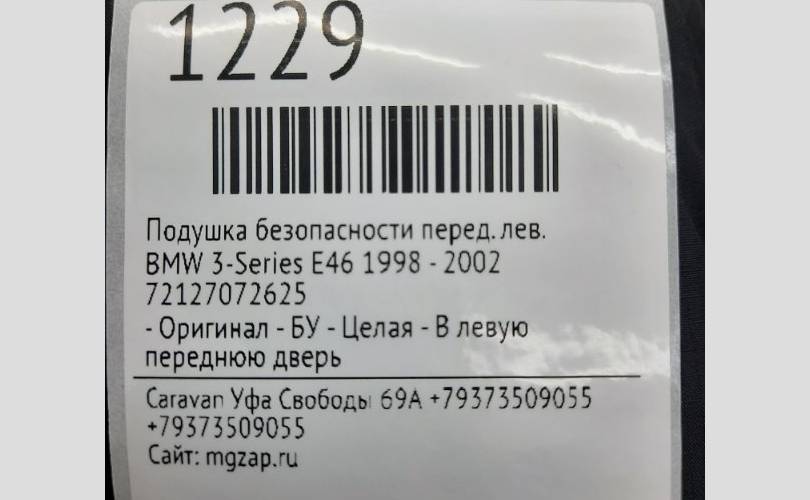 1229
Подушка безопасности перед. лев.
BMW 3-Series E46 1998 - 2002
72127072625
- Оригинал - БУ - Целая - В левую
переднюю дверь
Caravan Уфа Свободы 69А +79373509055
+79373509055
Сайт: mgzap.ru